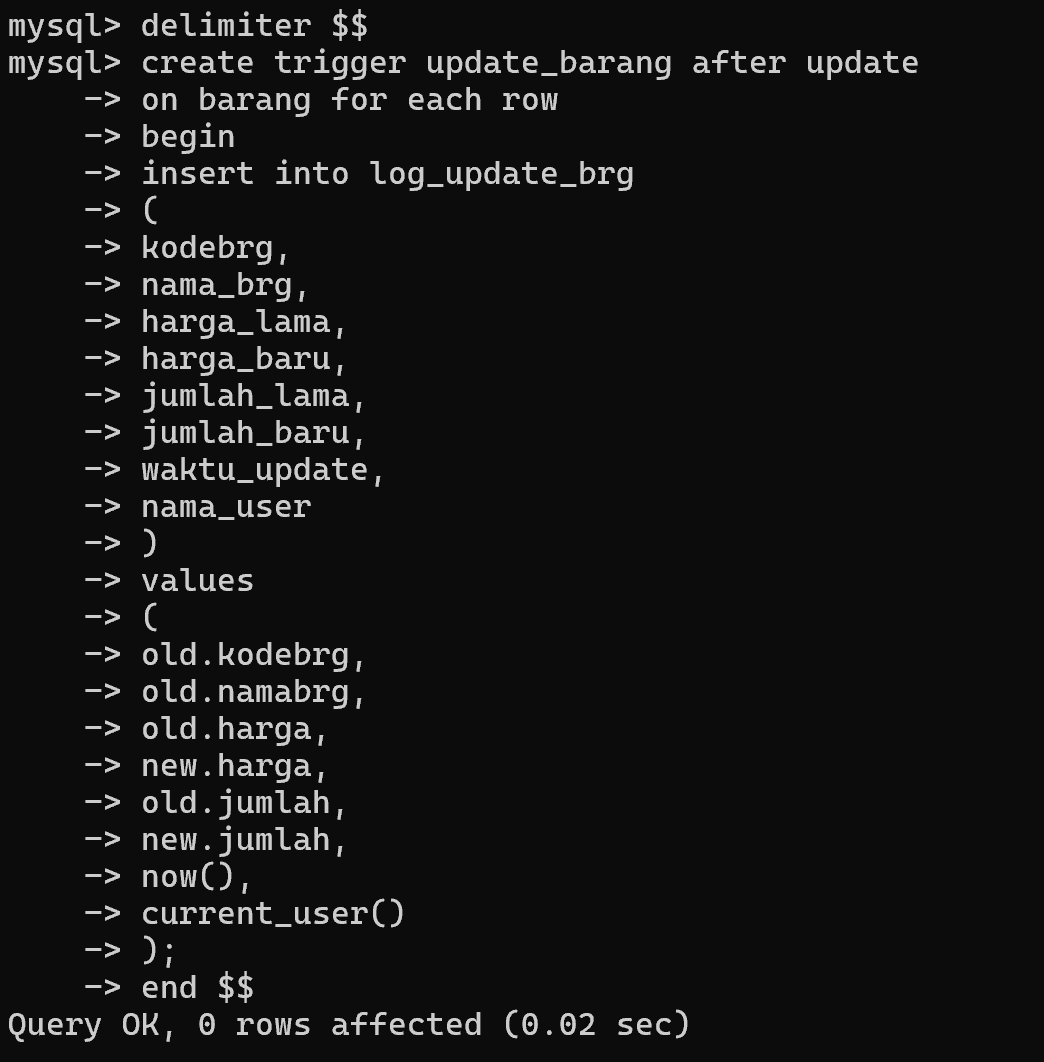 mysql> delimiter $$
mysql> create trigger update_barang after update
    -> on barang for each row
    -> begin
    -> insert into log_update_brg
    -> (
    -> kodebrg,
    -> nama_brg,
    -> harga_lama,
    -> harga_baru,
    -> jumlah_lama,
    -> jumlah_baru,
    -> waktu_update,
    -> nama_user
    -> )
    -> values
    -> (
    -> old.kodebrg,
    -> old.namabrg,
    -> old.harga,
    -> new.harga,
    -> old.jumlah,
    -> new.jumlah,
    -> now(),
    -> current_user()
    -> );
    -> end $$
Query OK, 0 rows affected (0.02 sec)